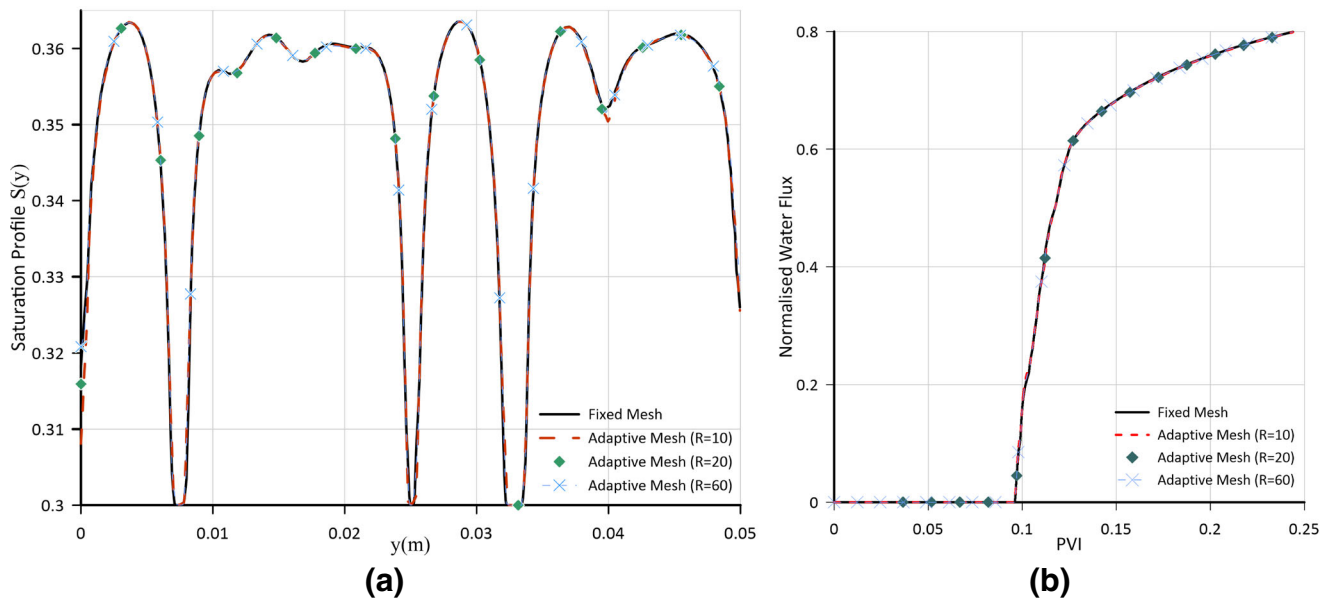 Saturation Profile S(y)
0.36
0.35
0.34
0.33
0.32
0.31
0.3
0
0.01
0.02
0.03
0.04
0.05
y(m)
Fixed Mesh
Adaptive Mesh (R=10)
Adaptive Mesh (R=20)
Adaptive Mesh (R=60)
(a)
Normalised Water Flux
0.8
0.6
0.4
0.2
0
0
0.05
0.1
0.15
0.2
0.25
PVI
Fixed Mesh
Adaptive Mesh (R=10)
Adaptive Mesh (R=20)
Adaptive Mesh (R=60)
(b)